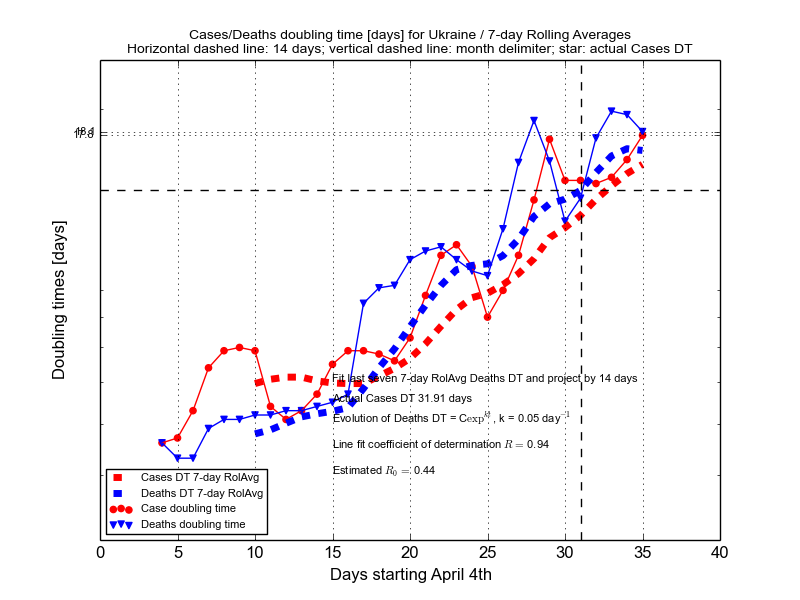 Cases/Deaths doubling time [days] for Ukraine / 7-day Rolling Averages
Horizontal dashed line: 14 days; vertical dashed line: month delimiter; star: actual Cases DT
Doubling times [days]
Fit last seven 7-day RolAvg Deaths DT and project by 14 days
Actual Cases DT 31.91 days
Evolution of Deaths DT = Cexp^kt, k = 0.05 day^−1
Line fit coefficient of determination R = 0.94
Estimated R_0 = 0.44
Cases DT 7-day RolAvg
Deaths DT 7-day RolAvg
Case doubling time
Deaths doubling time
0 5 10 15 20 25 30 35 40
Days starting April 4th